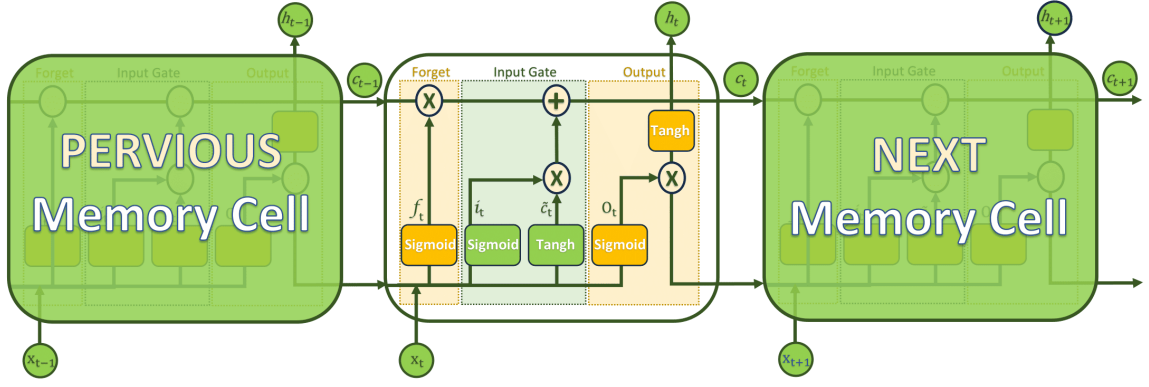 h_{t-1}
h_t
h_{t+1}
Forget
Input Gate
Output
c_{t-1}
PERVIOUS
Memory Cell
x_{t-1}
Forget
Input Gate
Output
Tangh
X
+
X
X
f_t
i_t
c̃_t
O_t
Sigmoid
Sigmoid
Tangh
Sigmoid
x_t
c_t
Forget
Input Gate
Output
NEXT
Memory Cell
c_{t+1}
x_{t+1}